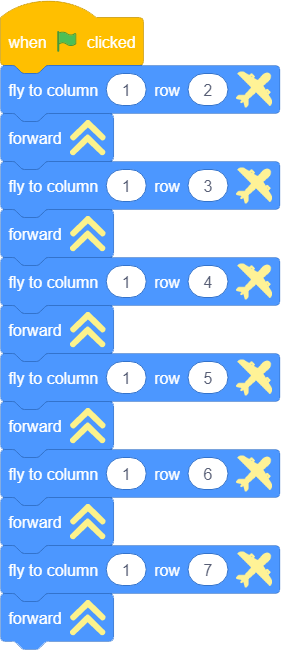 when clicked
fly to column 1 row 2
forward
fly to column 1 row 3
forward
fly to column 1 row 4
forward
fly to column 1 row 5
forward
fly to column 1 row 6
forward
fly to column 1 row 7
forward